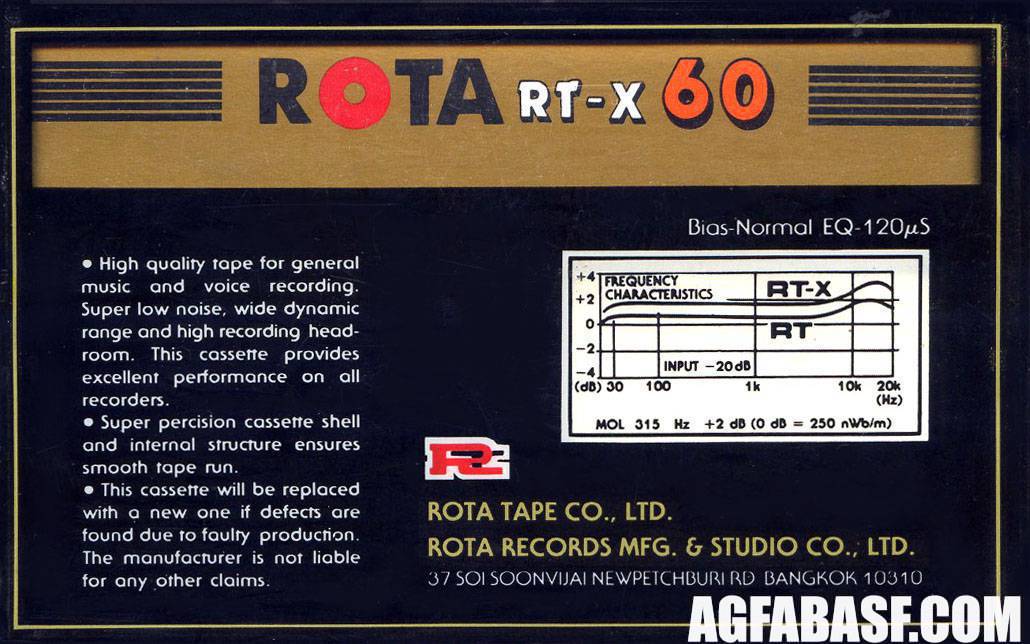 ROTA RT-X 60
Bias-Normal EQ-120µS
• High quality tape for general
music and voice recording.
Super low noise, wide dynamic
range and high recording head-
room. This cassette provides
excellent performance on all
recorders.
• Super percision cassette shell
and internal structure ensures
smooth tape run.
• This cassette will be replaced
with a new one if defects are
found due to faulty production.
The manufacturer is not liable
for any other claims.
FREQUENCY
CHARACTERISTICS
RT-X
RT
+4
+2
0
-2
-4
INPUT -20dB
(dB) 30 100 1k 10k 20k
(Hz)
MOL 315 Hz +2 dB (0 dB = 250 nWb/m)
R
ROTA TAPE CO., LTD.
ROTA RECORDS MFG. & STUDIO CO., LTD.
37 SOI SOONVIJAI NEWPETCHBURI RD BANGKOK 10310
AGFABASF.COM